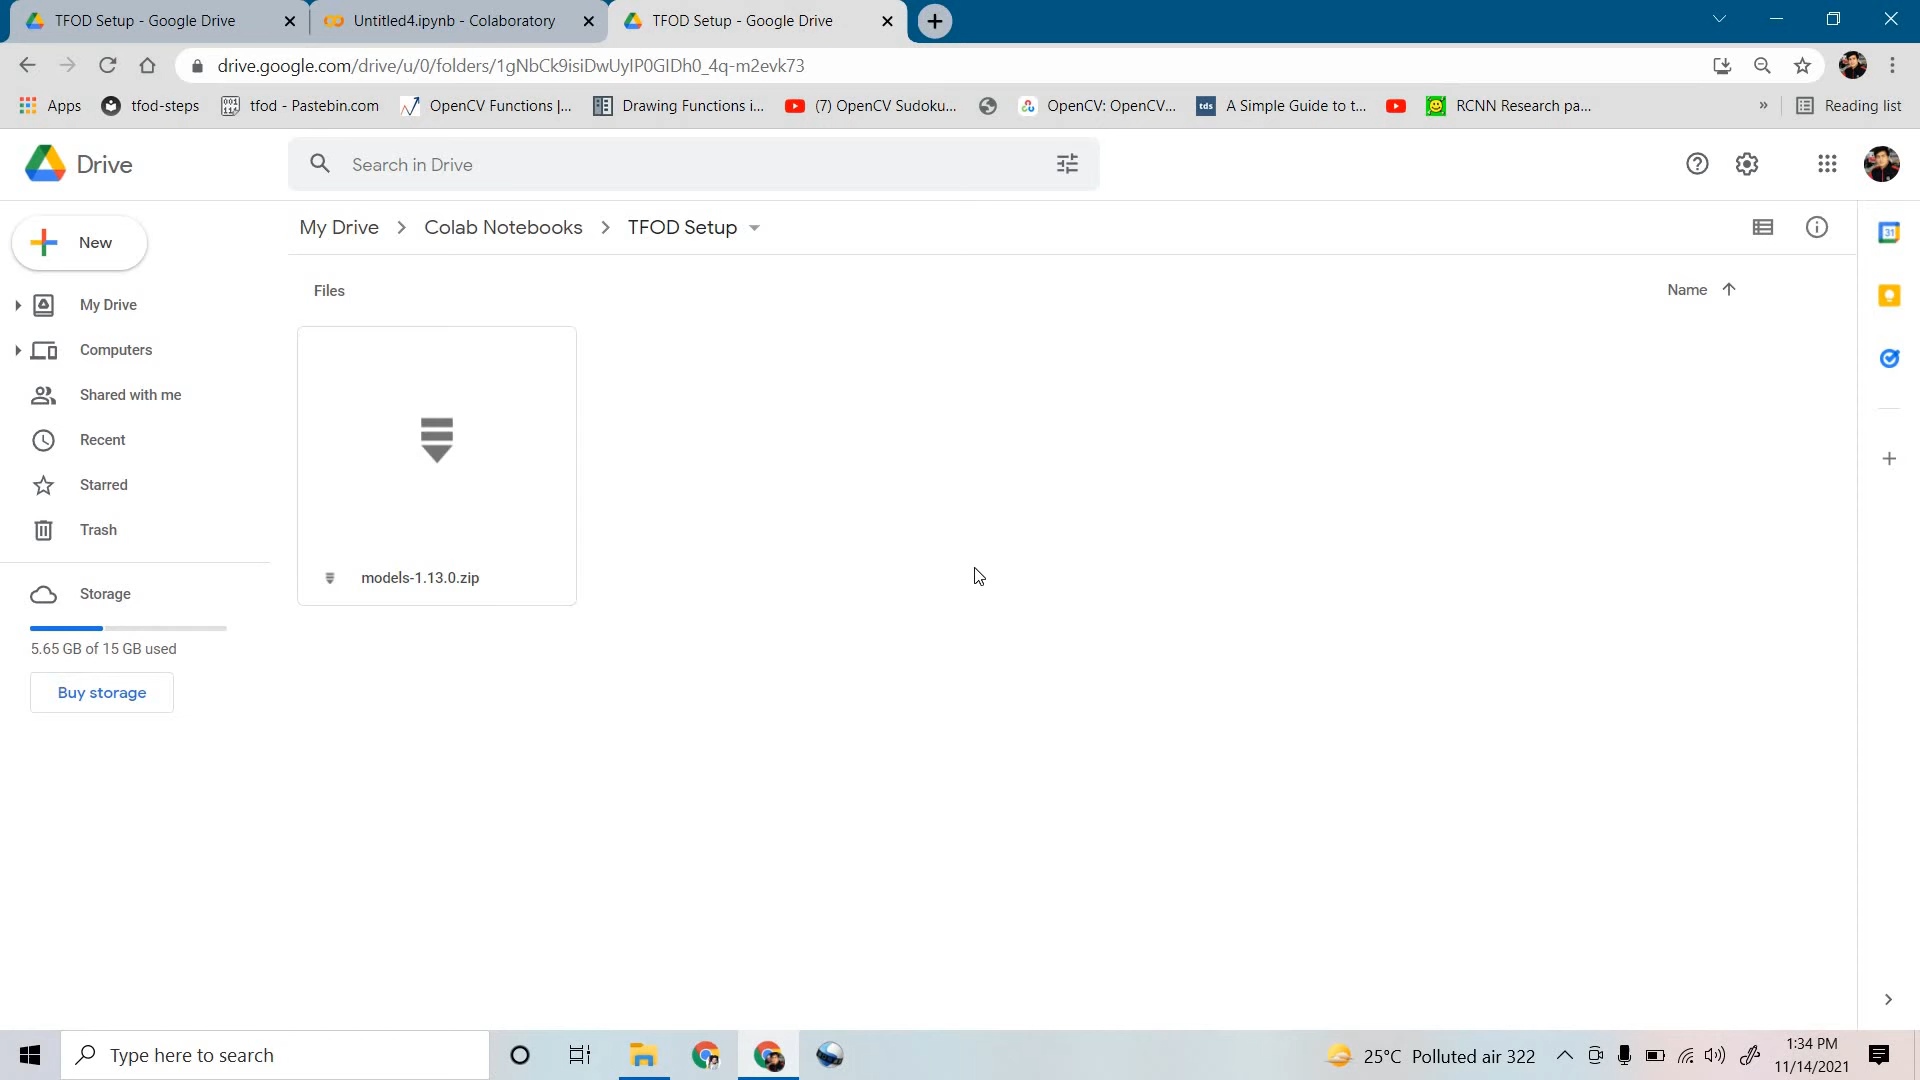 TFOD Setup - Google Drive
Untitled4.ipynb - Colaboratory
TFOD Setup - Google Drive
drive.google.com/drive/u/0/folders/1gNbCk9isiDwUyIP0GIDh0_4q-m2evk73
Apps
tfod-steps
tfod - Pastebin.com
OpenCV Functions |...
Drawing Functions i...
(7) OpenCV Sudoku...
OpenCV: OpenCV...
tds
A Simple Guide to t...
RCNN Research pa...
»
Reading list
Drive
Search in Drive
New
My Drive > Colab Notebooks > TFOD Setup
My Drive
Computers
Shared with me
Recent
Starred
Trash
Storage
5.65 GB of 15 GB used
Buy storage
Files
Name
models-1.13.0.zip
31
Type here to search
25°C Polluted air 322
1:34 PM
11/14/2021